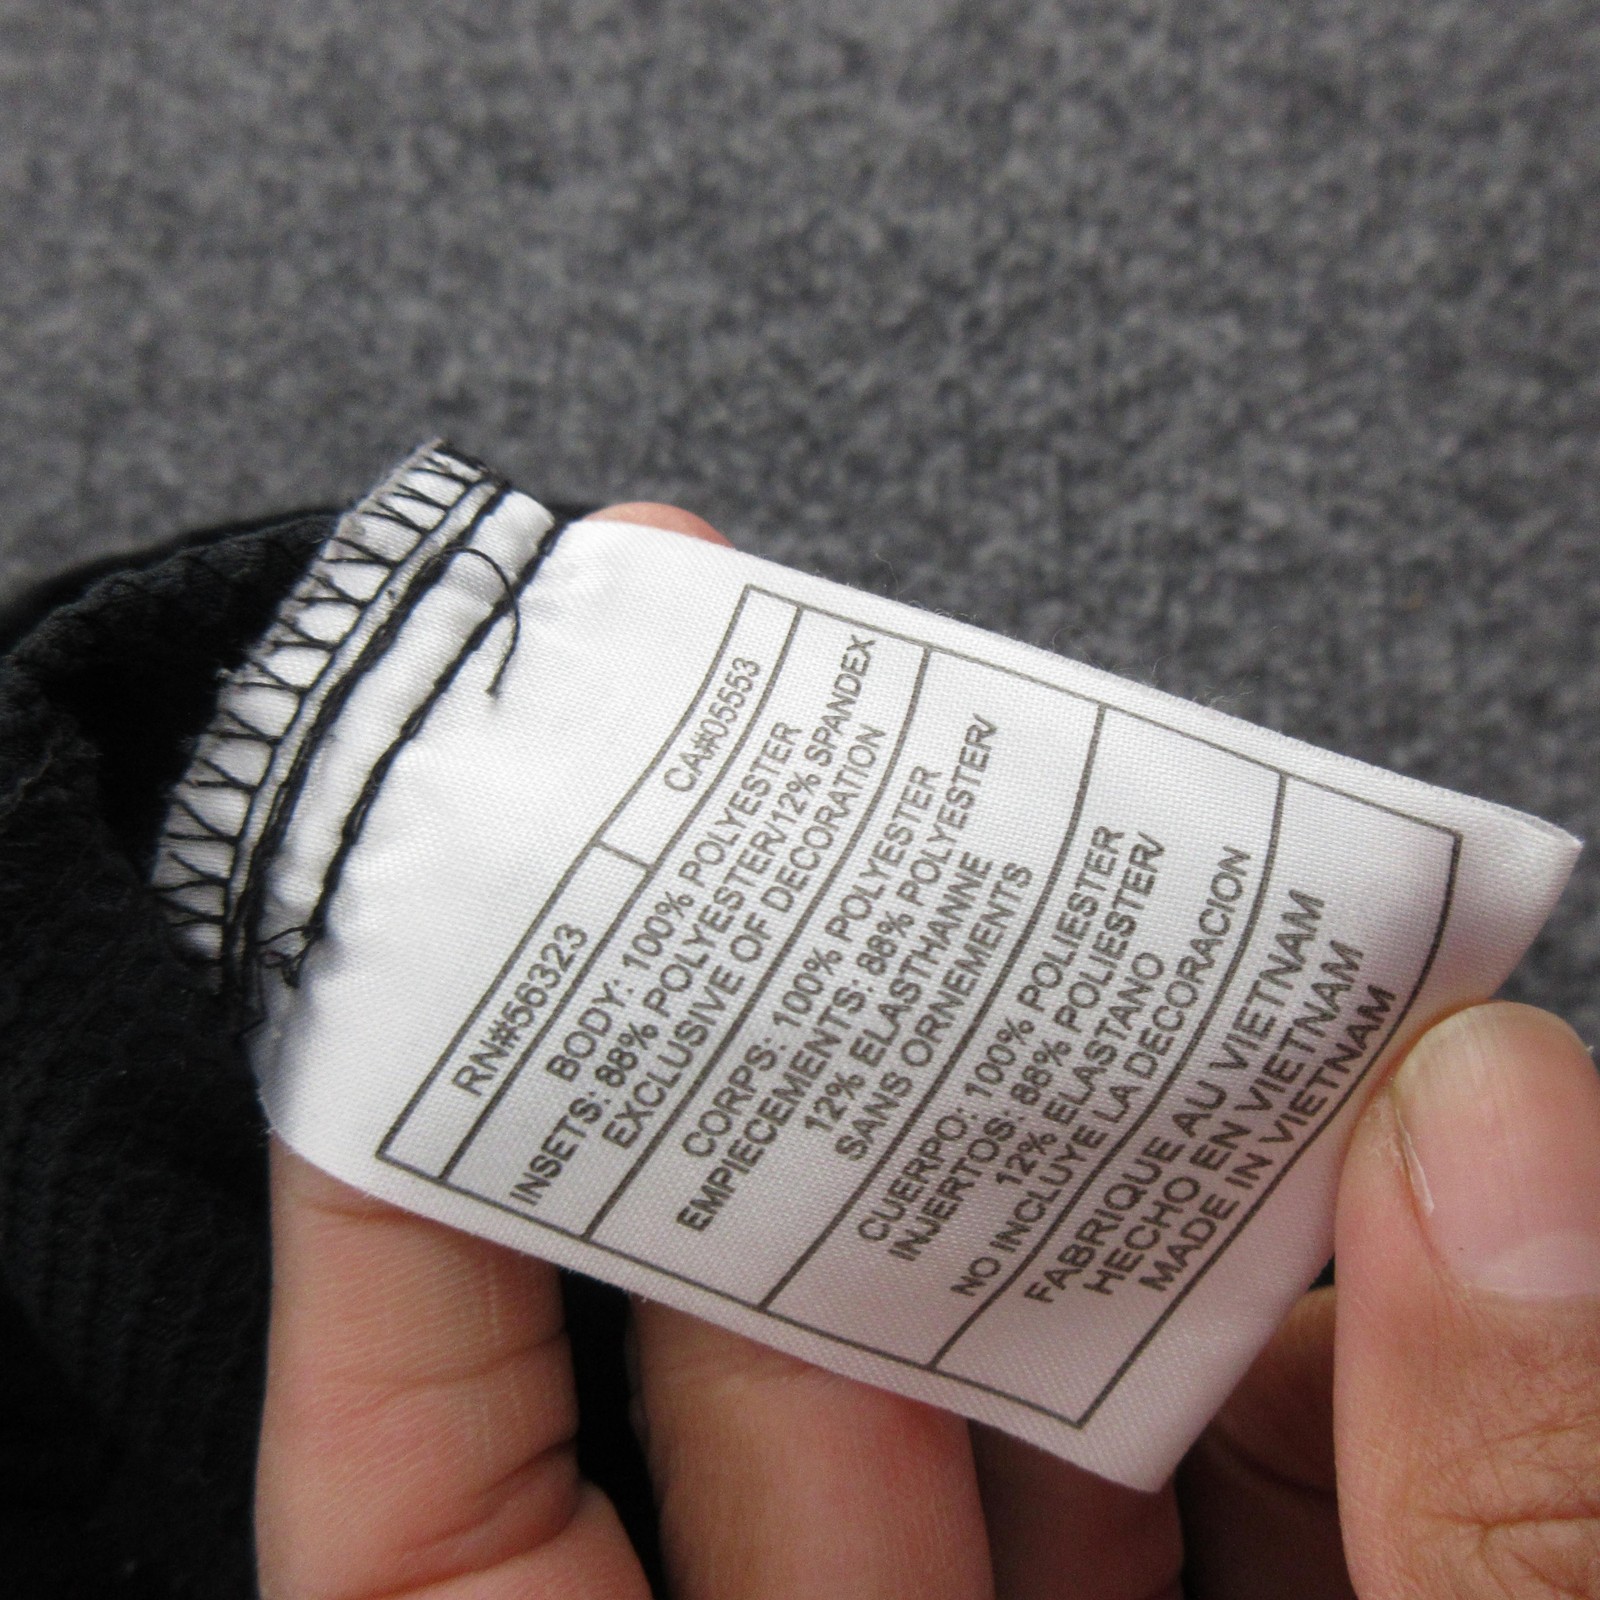 RN#56323 CA#05553
BODY: 100% POLYESTER
INSETS: 88% POLYESTER/12% SPANDEX
EXCLUSIVE OF DECORATION
CORPS: 100% POLYESTER
EMPIECEMENTS: 88% POLYESTER/
12% ELASTHANNE
SANS ORNEMENTS
CUERPO: 100% POLIESTER
INJERTOS: 88% POLIESTER/
12% ELASTANO
NO INCLUYE LA DECORACION
FABRIQUE AU VIETNAM
HECHO EN VIETNAM
MADE IN VIETNAM